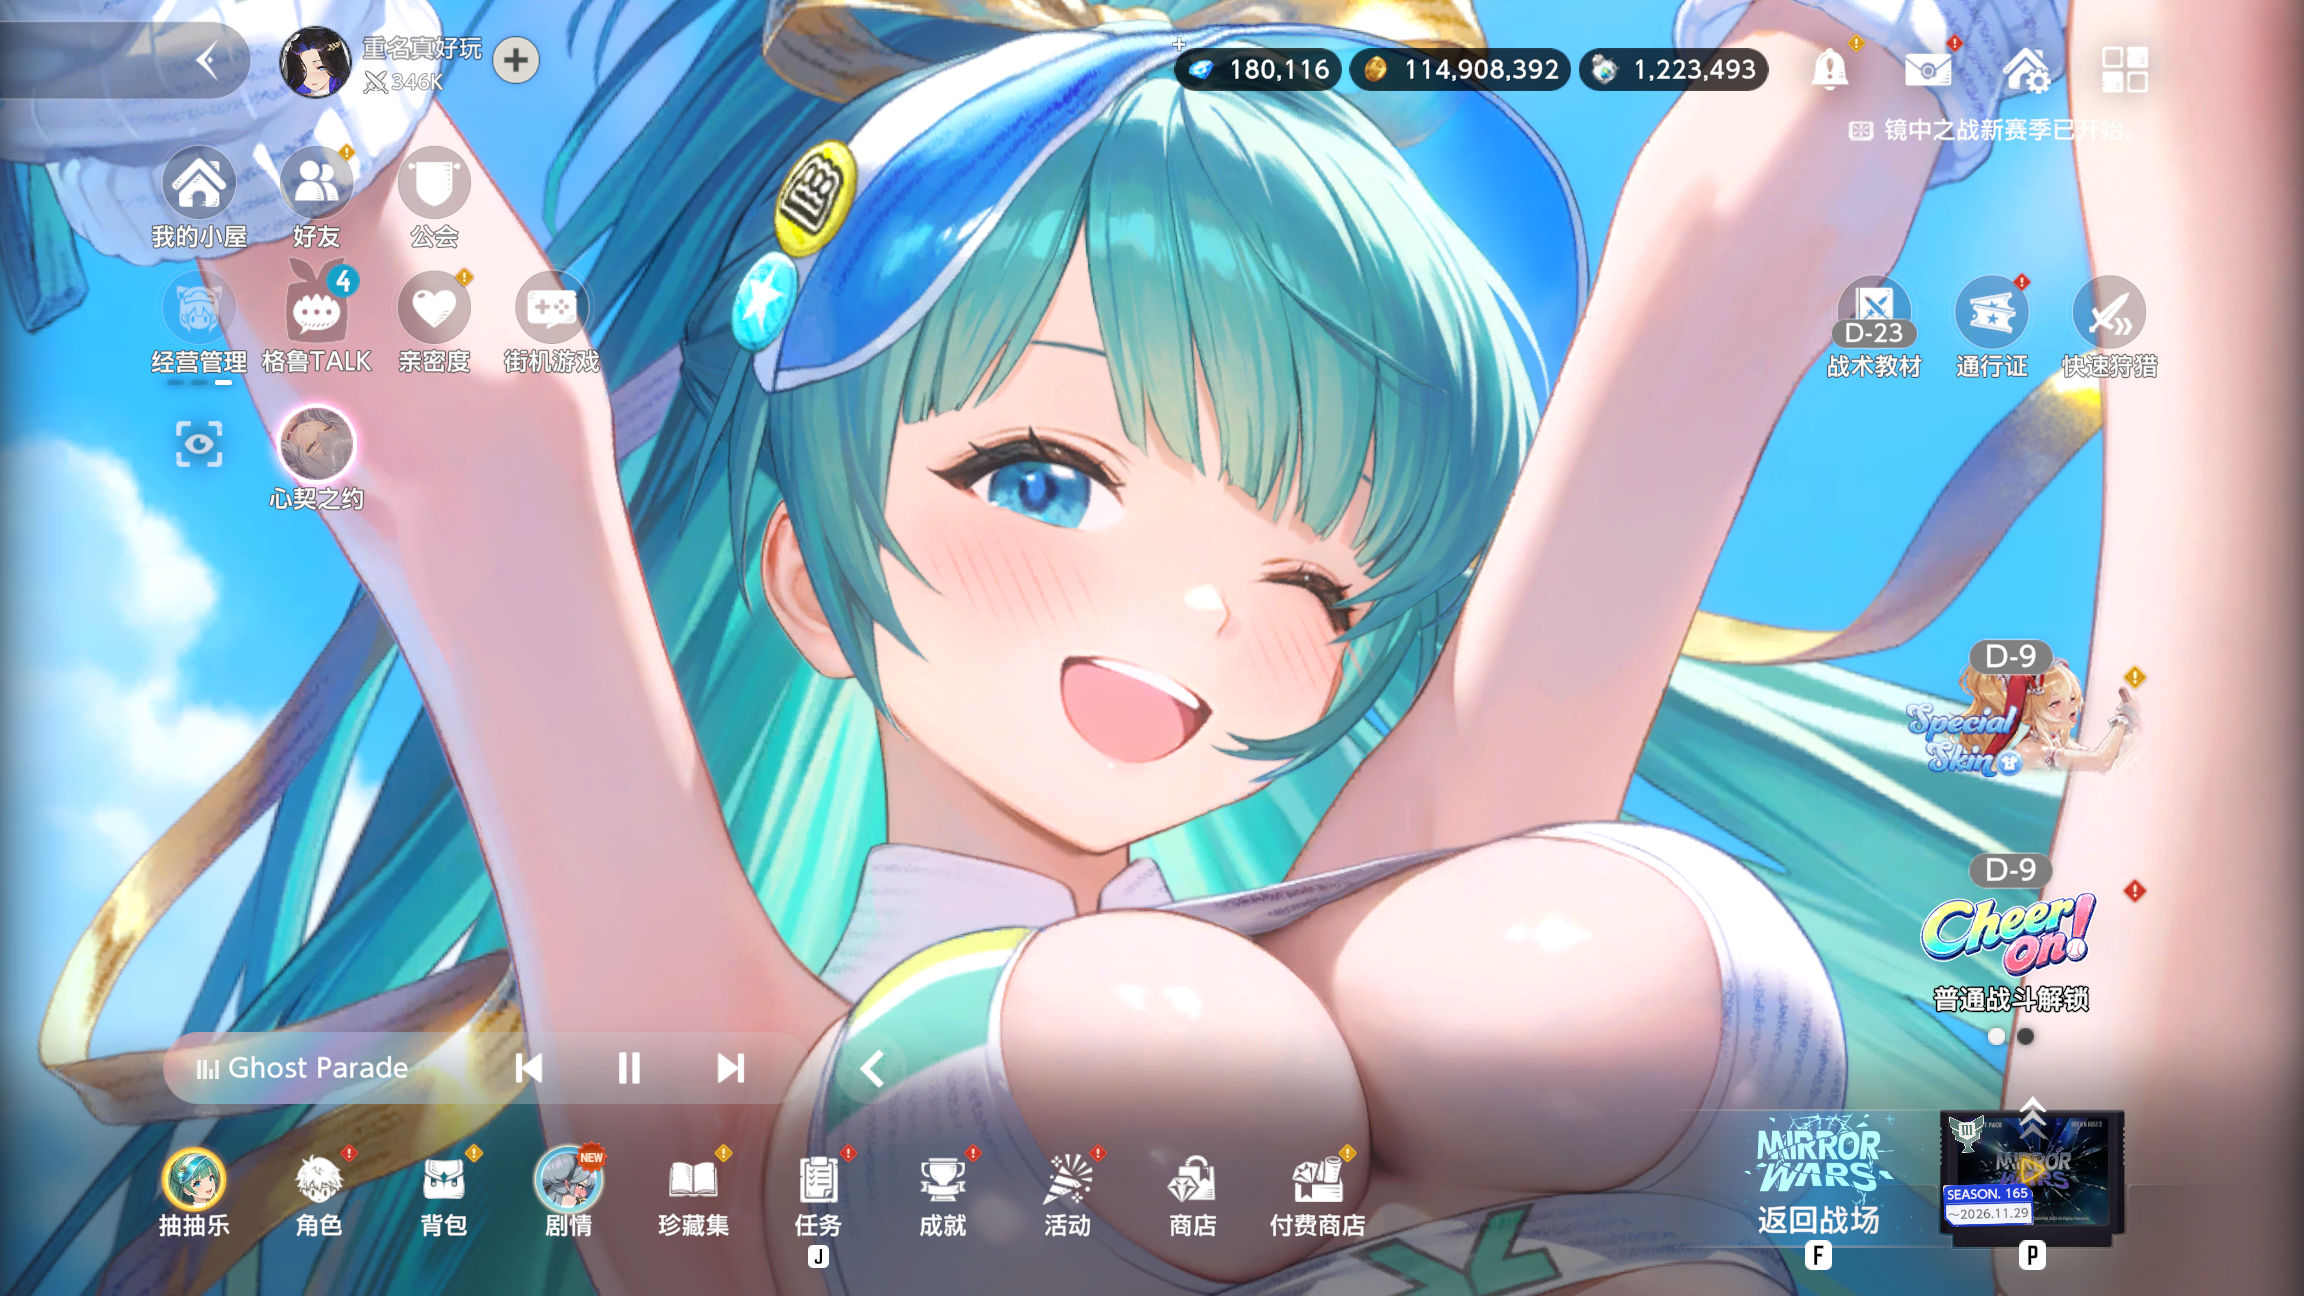 重名真好玩
346K
180,116
114,908,392
1,223,493
镜中之战新赛季已开始。
我的小屋
好友
公会
4
经营管理
格鲁TALK
亲密度
街机游戏
心契之约
D-23
战术教材
通行证
快速狩猎
D-9
Special
Skin
D-9
Cheer
on!
普通战斗解锁
Ghost Parade
抽抽乐
角色
背包
NEW
剧情
珍藏集
任务
J
成就
活动
商店
付费商店
MIRROR
WARS
返回战场
F
MIRROR
WARS
SEASON. 165
~2026.11.29
P